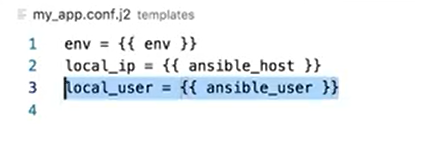 my_app.conf.j2 templates
1 env = {{ env }}
2 local_ip = {{ ansible_host }}
3 local_user = {{ ansible_user }}
4